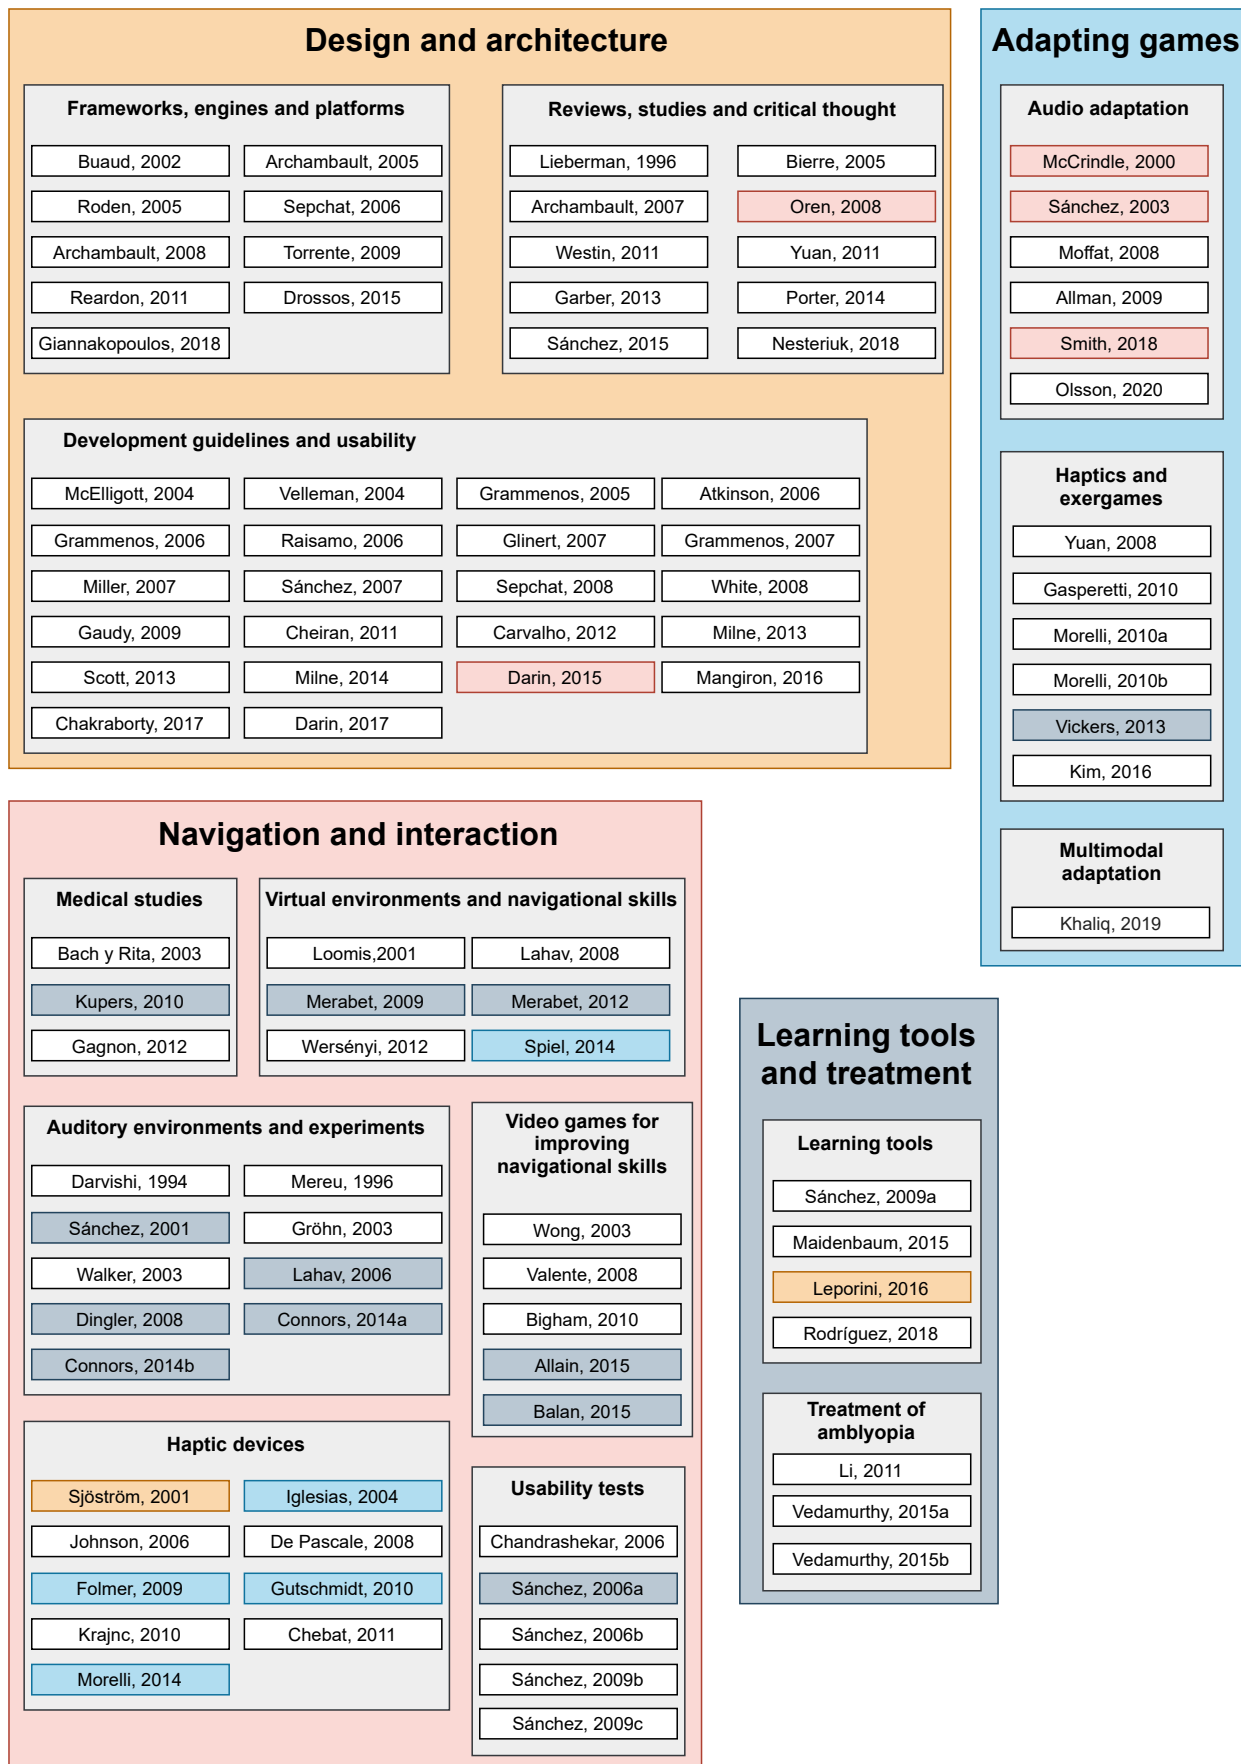 Design and architecture
Frameworks, engines and platforms
Buaud, 2002
Archambault, 2005
Roden, 2005
Sepchat, 2006
Archambault, 2008
Torrente, 2009
Reardon, 2011
Drossos, 2015
Giannakopoulos, 2018
Reviews, studies and critical thought
Lieberman, 1996
Bierre, 2005
Archambault, 2007
Oren, 2008
Westin, 2011
Yuan, 2011
Garber, 2013
Porter, 2014
Sánchez, 2015
Nesteriuk, 2018
Development guidelines and usability
McElligott, 2004
Velleman, 2004
Grammenos, 2005
Atkinson, 2006
Grammenos, 2006
Raisamo, 2006
Glinert, 2007
Grammenos, 2007
Miller, 2007
Sánchez, 2007
Sepchat, 2008
White, 2008
Gaudy, 2009
Cheiran, 2011
Carvalho, 2012
Milne, 2013
Scott, 2013
Milne, 2014
Darin, 2015
Mangiron, 2016
Chakraborty, 2017
Darin, 2017
Adapting games
Audio adaptation
McCrindle, 2000
Sánchez, 2003
Moffat, 2008
Allman, 2009
Smith, 2018
Olsson, 2020
Haptics and
exergames
Yuan, 2008
Gasperetti, 2010
Morelli, 2010a
Morelli, 2010b
Vickers, 2013
Kim, 2016
Multimodal
adaptation
Khaliq, 2019
Navigation and interaction
Medical studies
Bach y Rita, 2003
Kupers, 2010
Gagnon, 2012
Virtual environments and navigational skills
Loomis,2001
Lahav, 2008
Merabet, 2009
Merabet, 2012
Wersényi, 2012
Spiel, 2014
Auditory environments and experiments
Darvishi, 1994
Mereu, 1996
Sánchez, 2001
Gröhn, 2003
Walker, 2003
Lahav, 2006
Dingler, 2008
Connors, 2014a
Connors, 2014b
Video games for
improving
navigational skills
Wong, 2003
Valente, 2008
Bigham, 2010
Allain, 2015
Balan, 2015
Haptic devices
Sjöström, 2001
Iglesias, 2004
Johnson, 2006
De Pascale, 2008
Folmer, 2009
Gutschmidt, 2010
Krajnc, 2010
Chebat, 2011
Morelli, 2014
Usability tests
Chandrashekar, 2006
Sánchez, 2006a
Sánchez, 2006b
Sánchez, 2009b
Sánchez, 2009c
Learning tools
and treatment
Learning tools
Sánchez, 2009a
Maidenbaum, 2015
Leporini, 2016
Rodríguez, 2018
Treatment of
amblyopia
Li, 2011
Vedamurthy, 2015a
Vedamurthy, 2015b